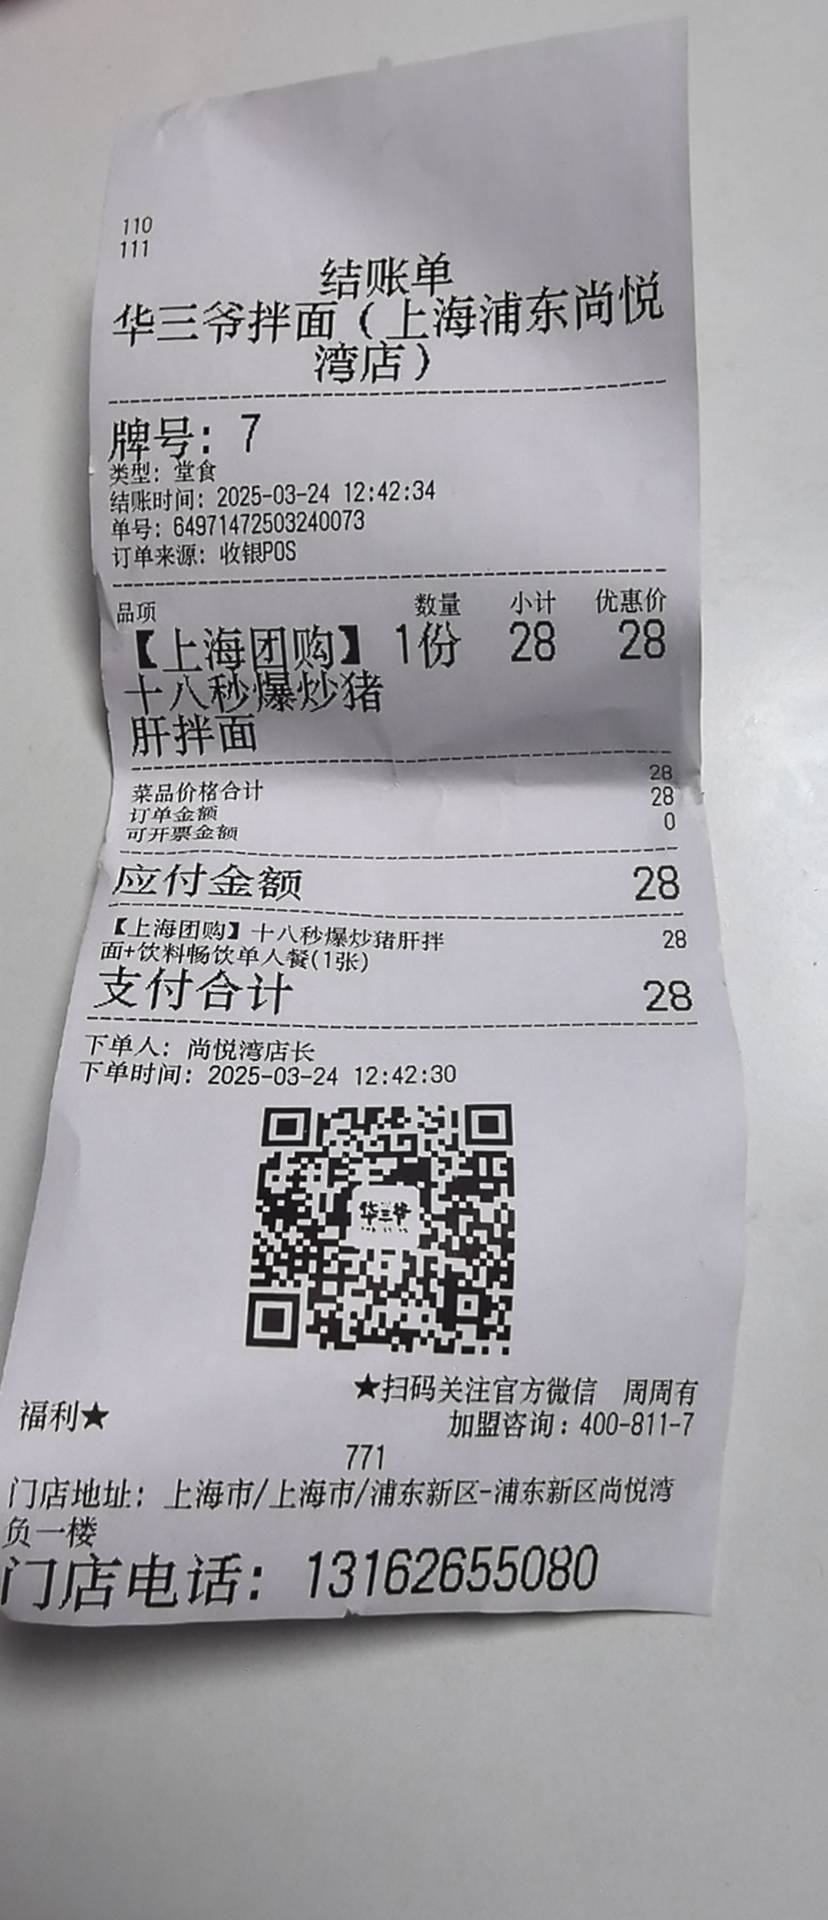 110
111
结账单
华三爷拌面（上海浦东尚悦
湾店）
牌号：7
类型：堂食
结账时间：2025-03-24 12:42:34
单号：64971472503240073
订单来源：收银POS
品项 数量 小计 优惠价
【上海团购】 1份 28 28
十八秒爆炒猪
肝拌面
菜品价格合计 28
订单金额 28
可开票金额 0
应付金额 28
【上海团购】十八秒爆炒猪肝拌 28
面+饮料畅饮单人餐(1张)
支付合计 28
下单人：尚悦湾店长
下单时间：2025-03-24 12:42:30
华三爷
★扫码关注官方微信 周周有
福利★ 加盟咨询：400-811-7
771
门店地址：上海市/上海市/浦东新区-浦东新区尚悦湾
负一楼
门店电话：13162655080